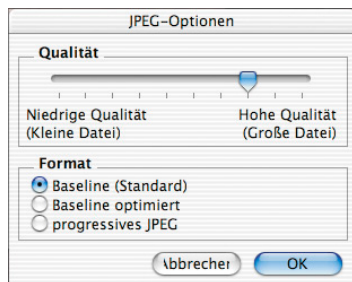 JPEG-Optionen
Qualität
Niedrige Qualität Hohe Qualität
(Kleine Datei) (Große Datei)
Format
Baseline (Standard)
Baseline optimiert
progressives JPEG
\bbrecher OK